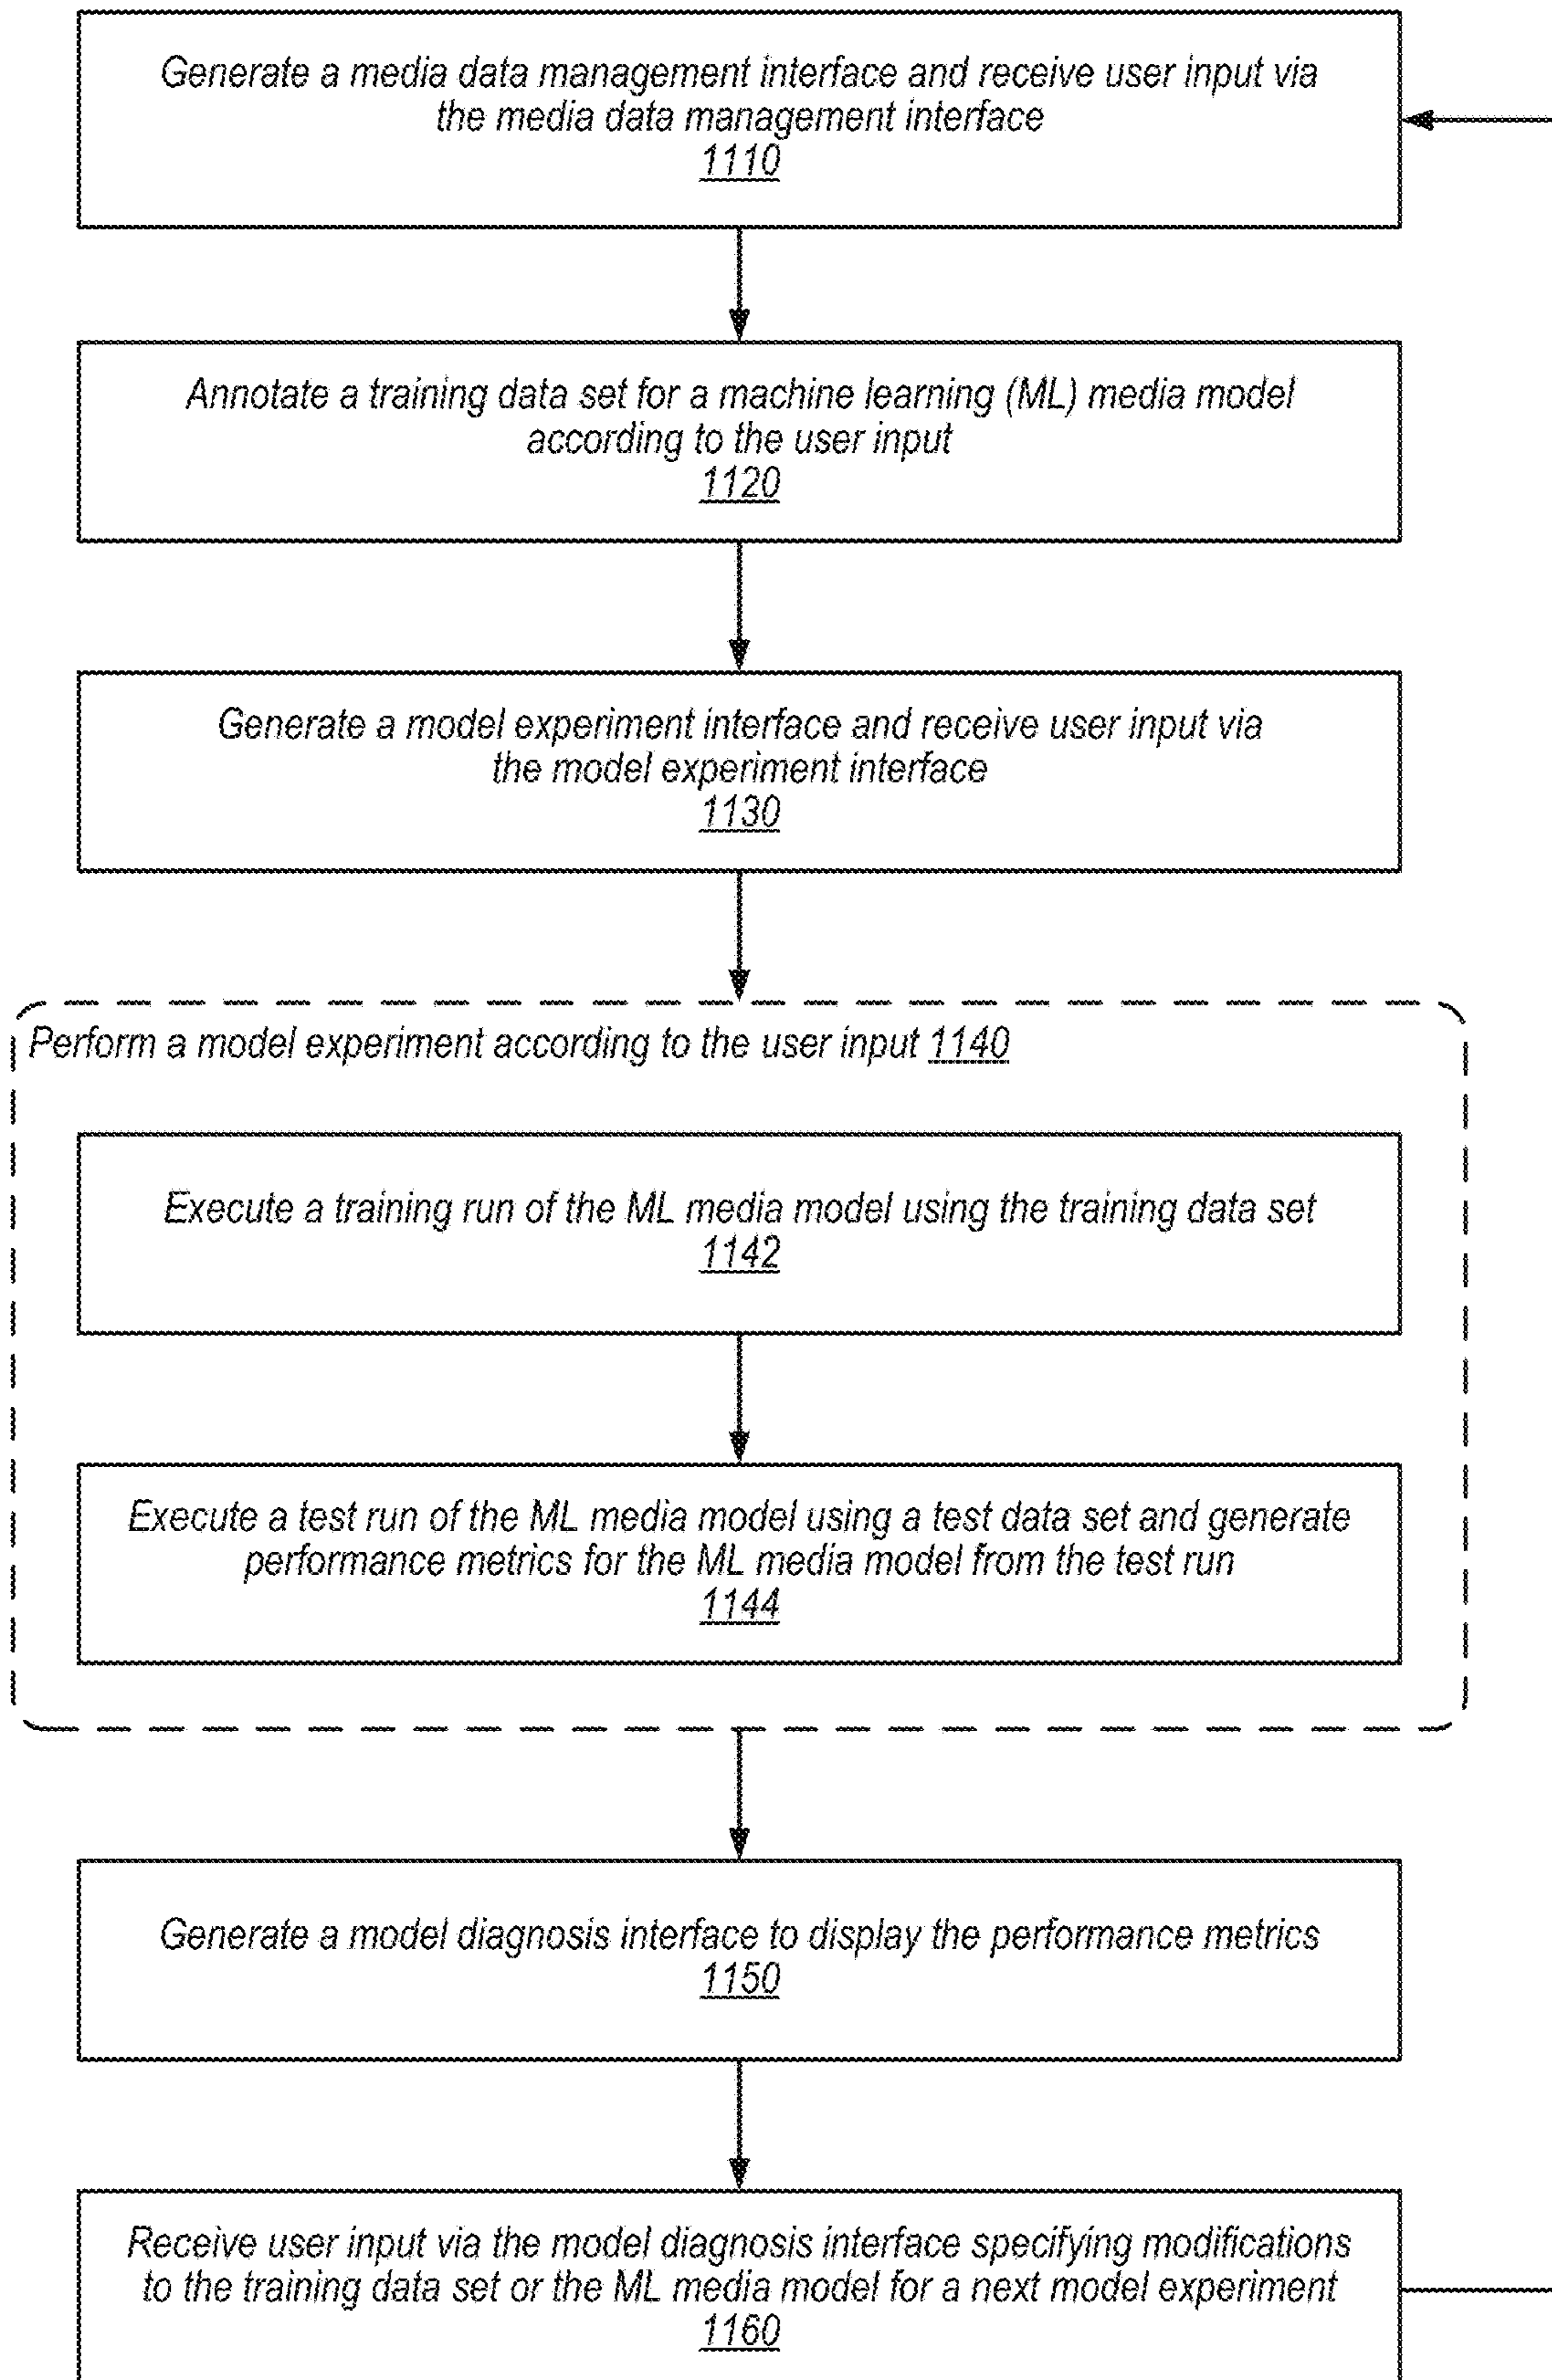 Generate a media data management interface and receive user input via
the media data management interface
1110
Annotate a training data set for a machine learning (ML) media model
according to the user input
1120
Generate a model experiment interface and receive user input via
the model experiment interface
1130
Perform a model experiment according to the user input 1140
Execute a training run of the ML media model using the training data set
1142
Execute a test run of the ML media model using a test data set and generate
performance metrics for the ML media model from the test run
1144
Generate a model diagnosis interface to display the performance metrics
1150
Receive user input via the model diagnosis interface specifying modifications
to the training data set or the ML media model for a next model experiment
1160